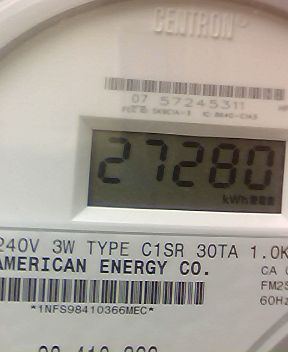 CENTRON
07 57245311
27280
kWh
240V 3W TYPE C1SR 30TA 1.0K
AMERICAN ENERGY CO.
CA
FM2S
60Hz
*1NFS98410366MEC*